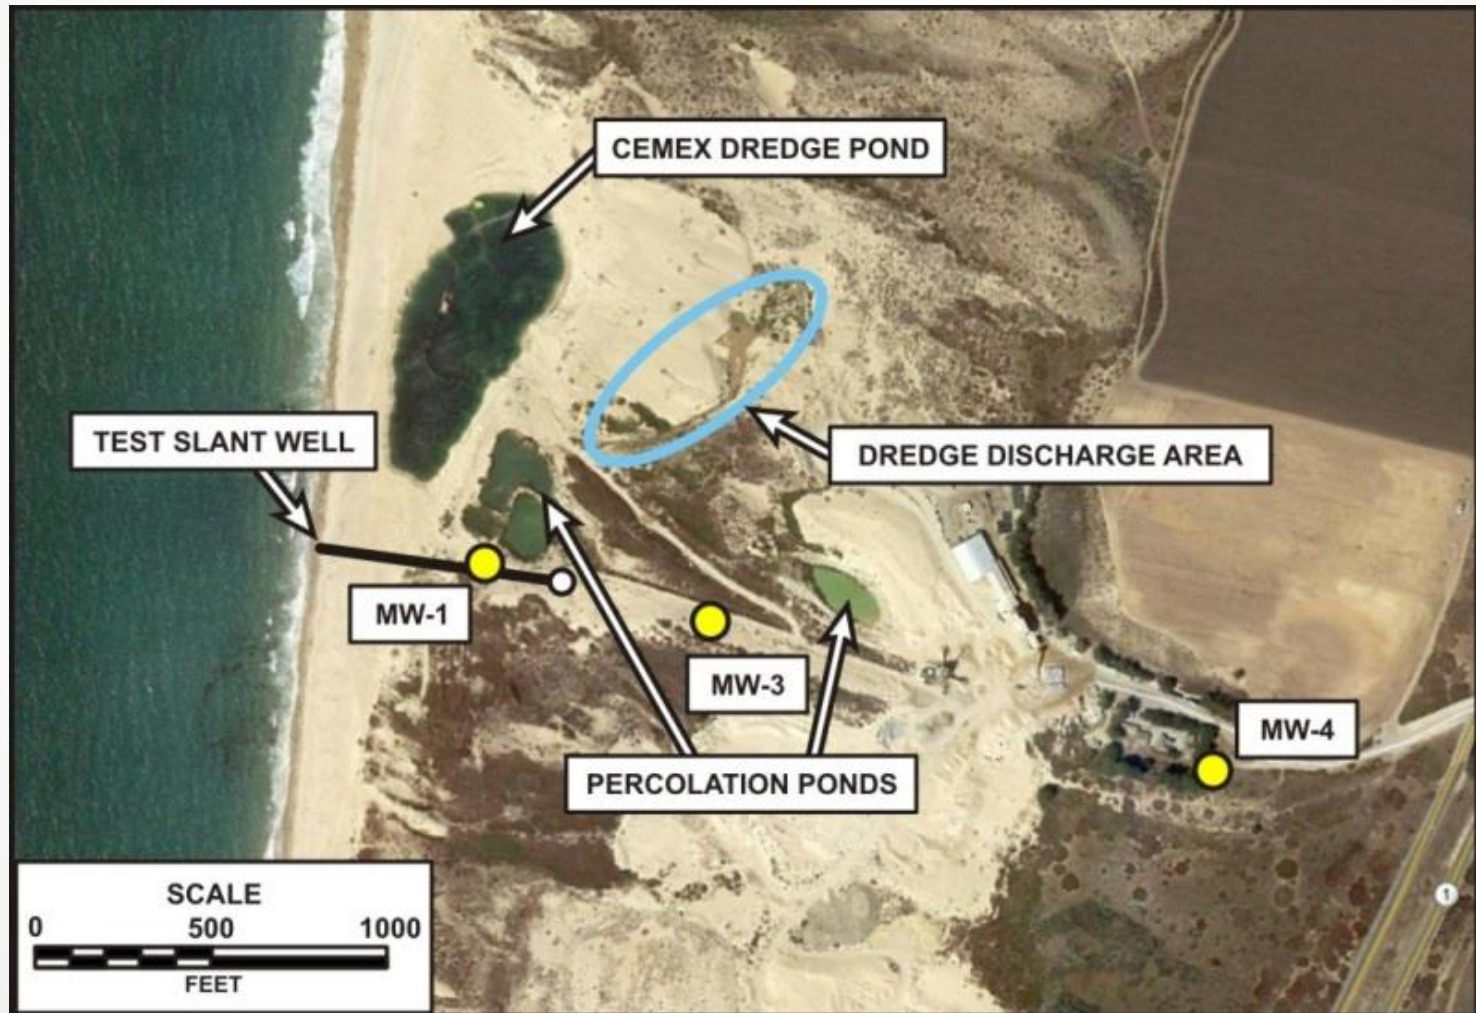 CEMEX DREDGE POND
TEST SLANT WELL
DREDGE DISCHARGE AREA
MW-1
MW-3
MW-4
PERCOLATION PONDS
1
SCALE
0 500 1000
FEET